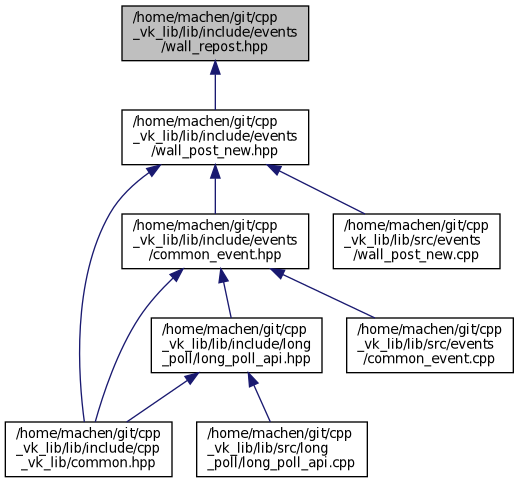 /home/machen/git/cpp
_vk_lib/lib/include/events
/wall_repost.hpp
/home/machen/git/cpp
_vk_lib/lib/include/events
/wall_post_new.hpp
/home/machen/git/cpp
_vk_lib/lib/include/events
/common_event.hpp
/home/machen/git/cpp
_vk_lib/lib/src/events
/wall_post_new.cpp
/home/machen/git/cpp
_vk_lib/lib/include/long
_poll/long_poll_api.hpp
/home/machen/git/cpp
_vk_lib/lib/src/events
/common_event.cpp
/home/machen/git/cpp
_vk_lib/lib/include/cpp
_vk_lib/common.hpp
/home/machen/git/cpp
_vk_lib/lib/src/long
_poll/long_poll_api.cpp